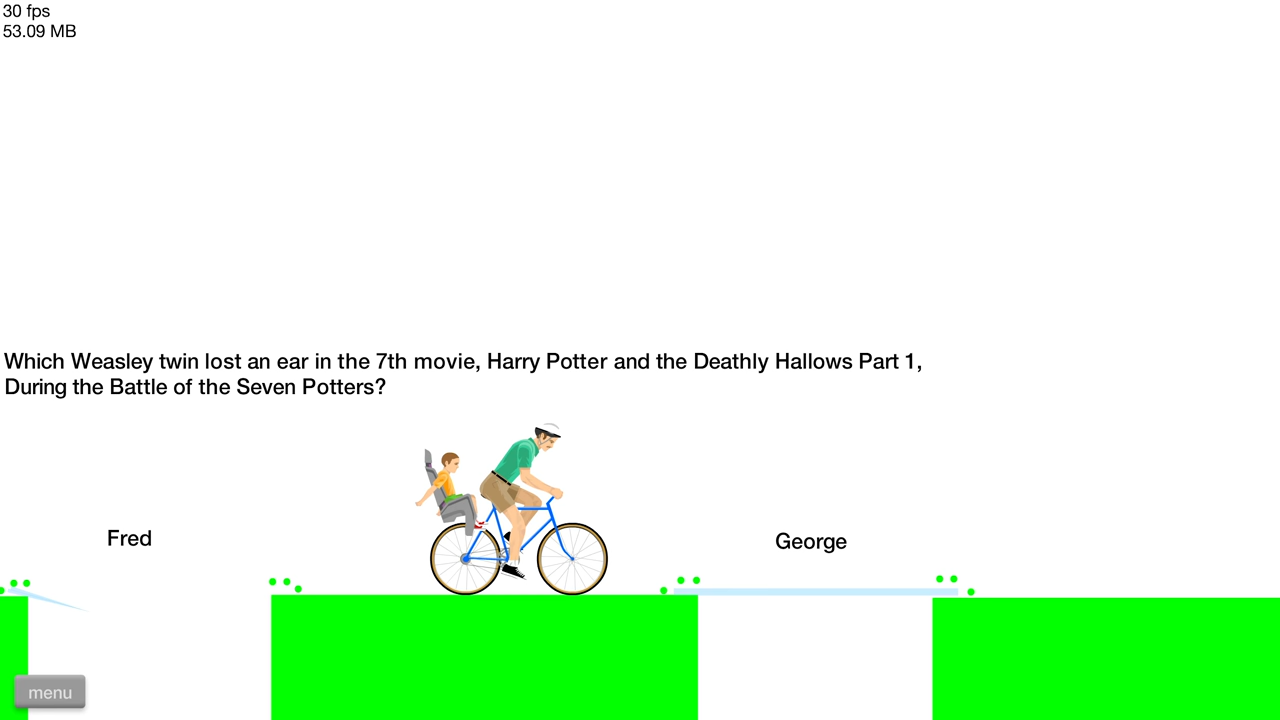 30 fps
53.09 MB
Which Weasley twin lost an ear in the 7th movie, Harry Potter and the Deathly Hallows Part 1,
During the Battle of the Seven Potters?
Fred
George
menu